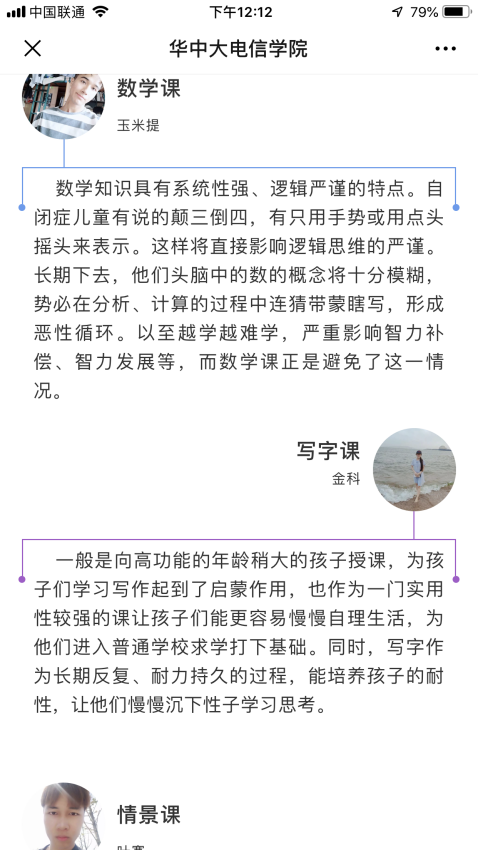 中国联通
下午12:12
79%
华中大电信学院
数学课
玉米提
数学知识具有系统性强、逻辑严谨的特点。自
闭症儿童有说的颠三倒四，有只用手势或用点头
摇头来表示。这样将直接影响逻辑思维的严谨。
长期下去，他们头脑中的数的概念将十分模糊，
势必在分析、计算的过程中连猜带蒙瞎写，形成
恶性循环。以至越学越难学，严重影响智力补
偿、智力发展等，而数学课正是避免了这一情
况。
写字课
金科
一般是向高功能的年龄稍大的孩子授课，为孩
子们学习写作起到了启蒙作用，也作为一门实用
性较强的课让孩子们能更容易慢慢自理生活，为
他们进入普通学校求学打下基础。同时，写字作
为长期反复、耐力持久的过程，能培养孩子的耐
性，让他们慢慢沉下性子学习思考。
情景课